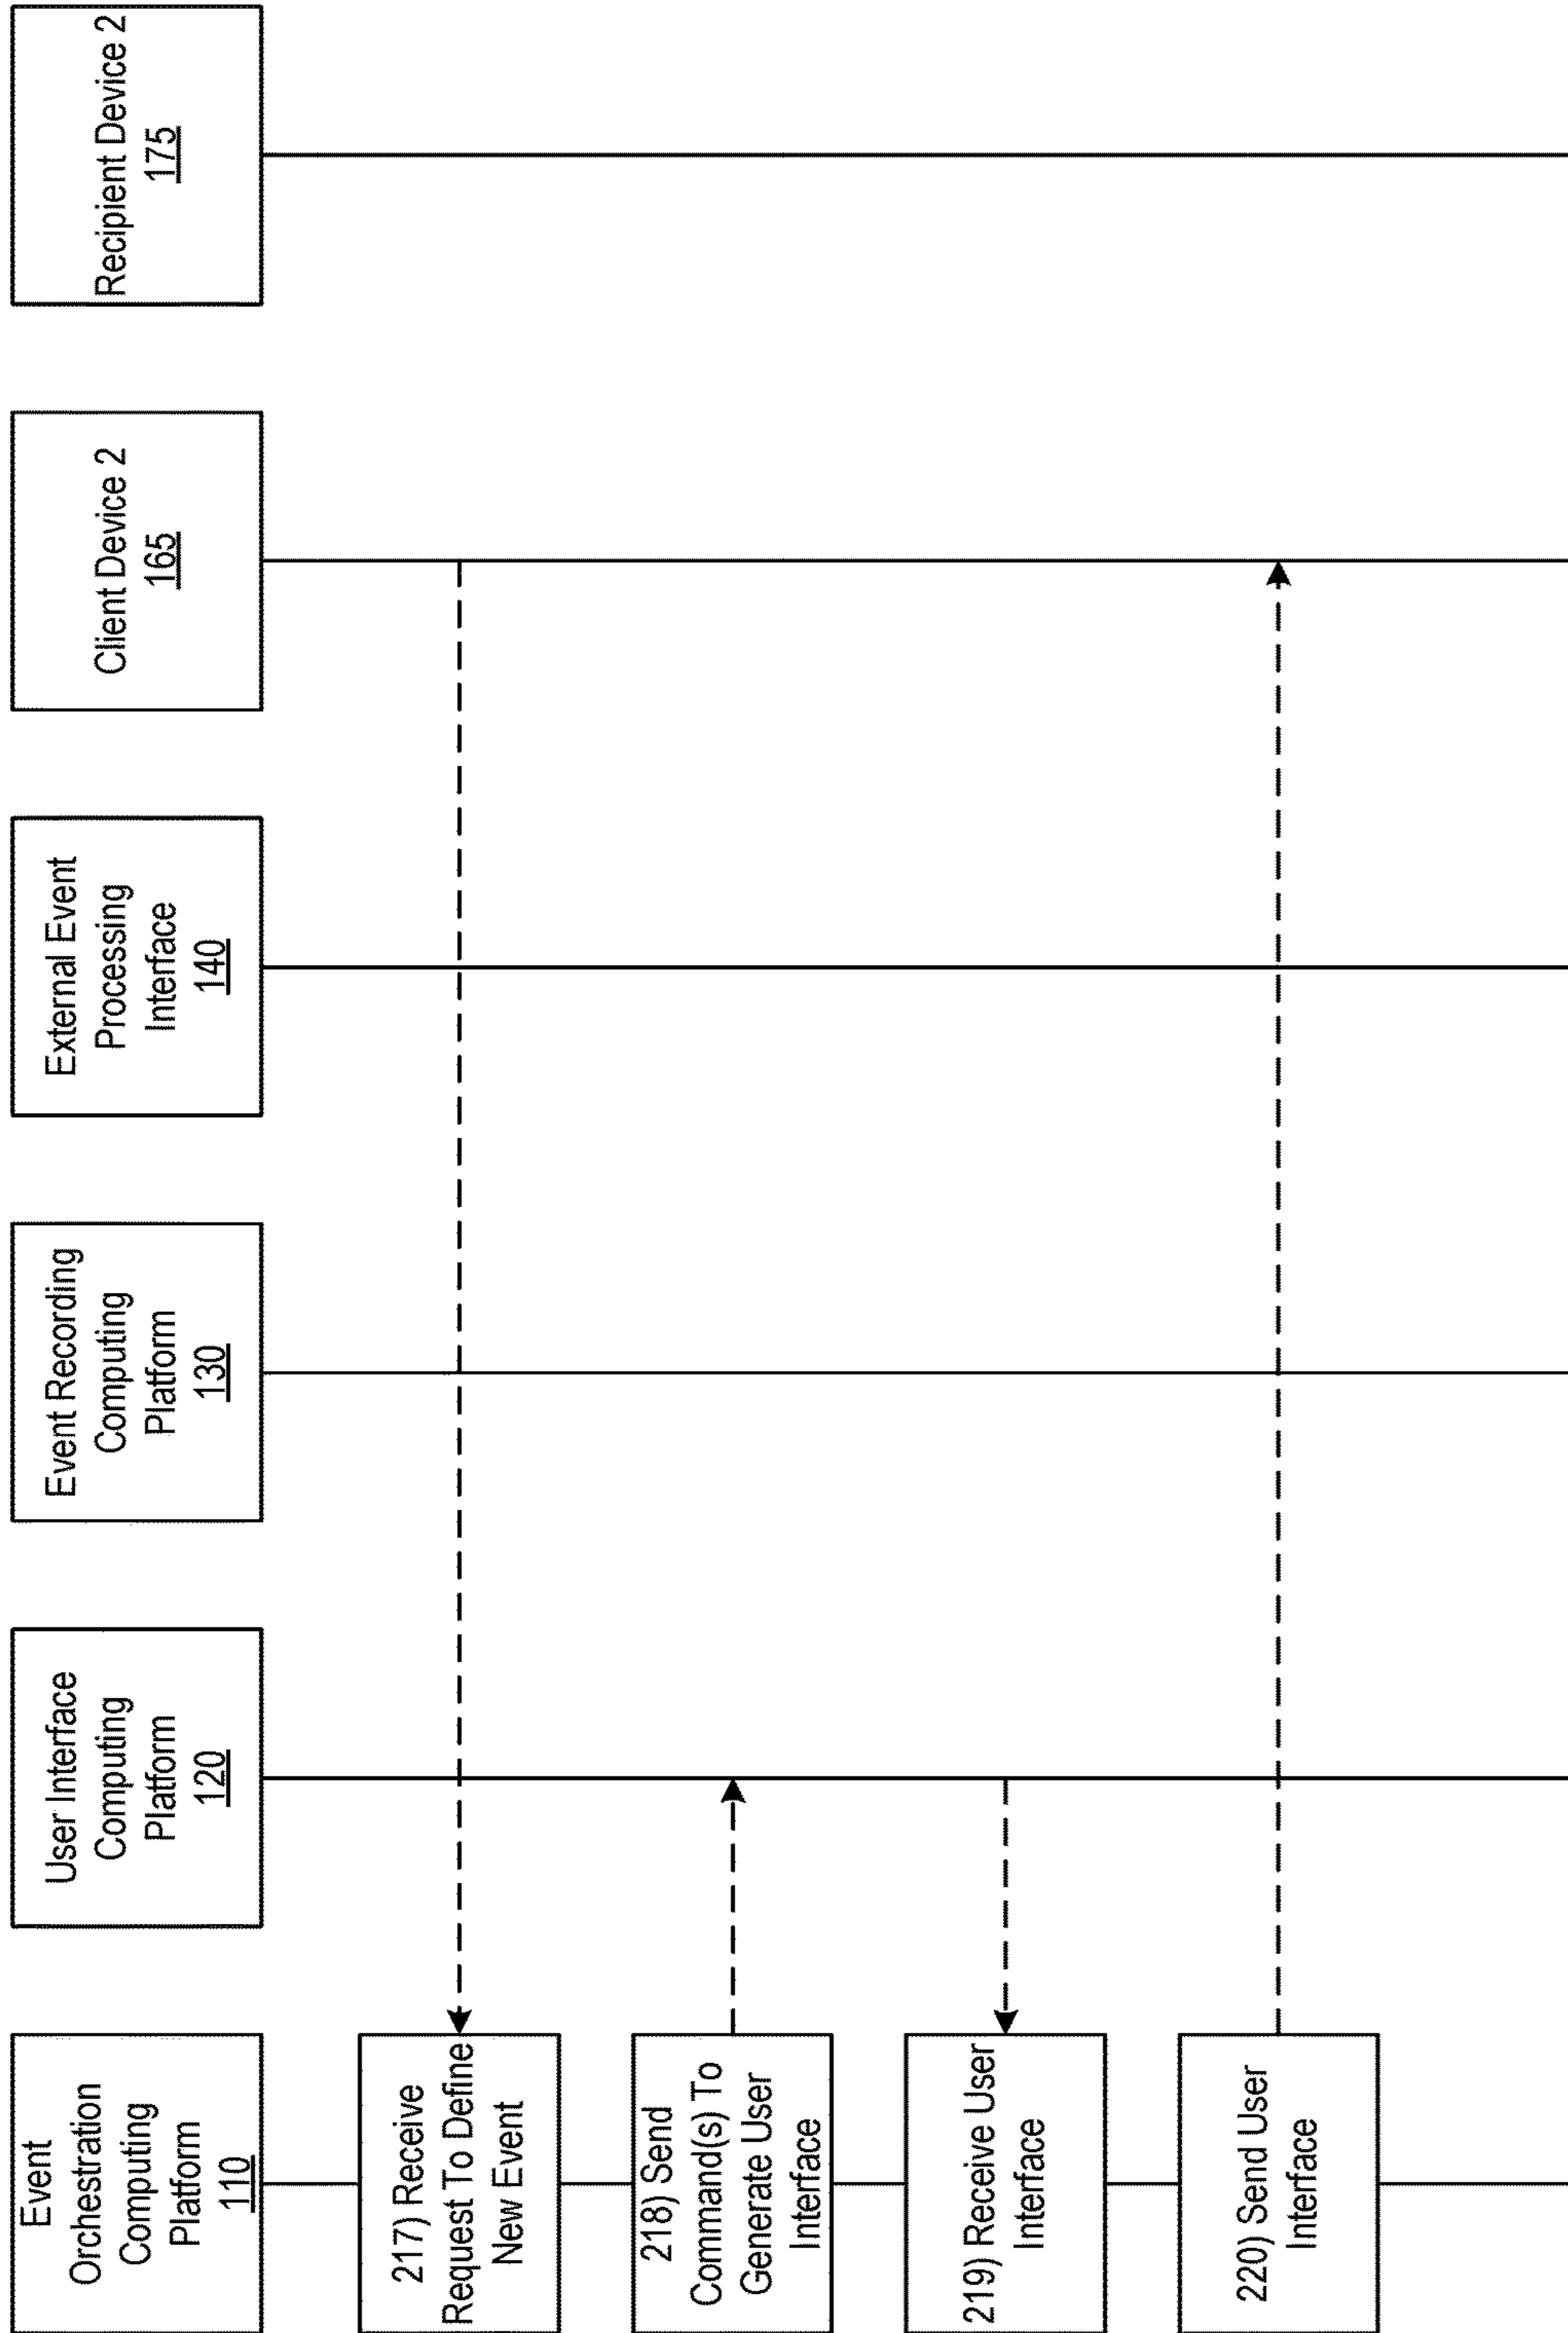 Event
Orchestration
Computing
Platform
110
User Interface
Computing
Platform
120
Event Recording
Computing
Platform
130
External Event
Processing
Interface
140
Client Device 2
165
Recipient Device 2
175
217) Receive
Request To Define
New Event
218) Send
Command(s) To
Generate User
Interface
219) Receive User
Interface
220) Send User
Interface